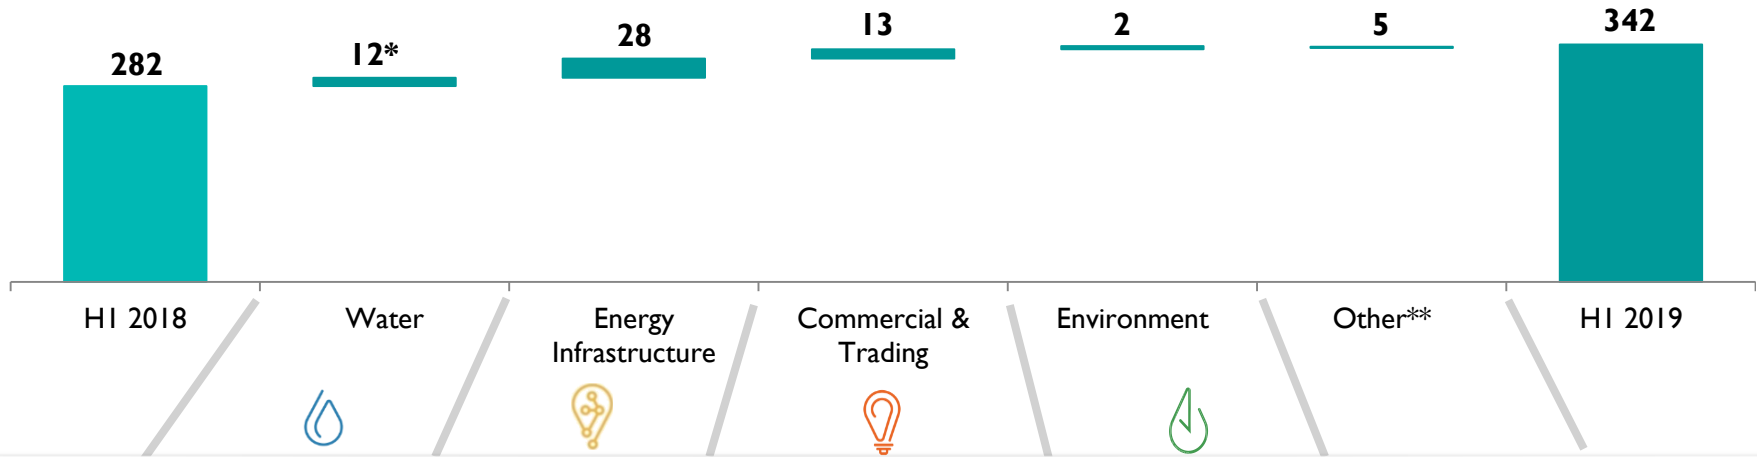 282
12*
28
13
2
5
342
H1 2018
Water
Energy
Infrastructure
Commercial &
Trading
Environment
Other**
H1 2019